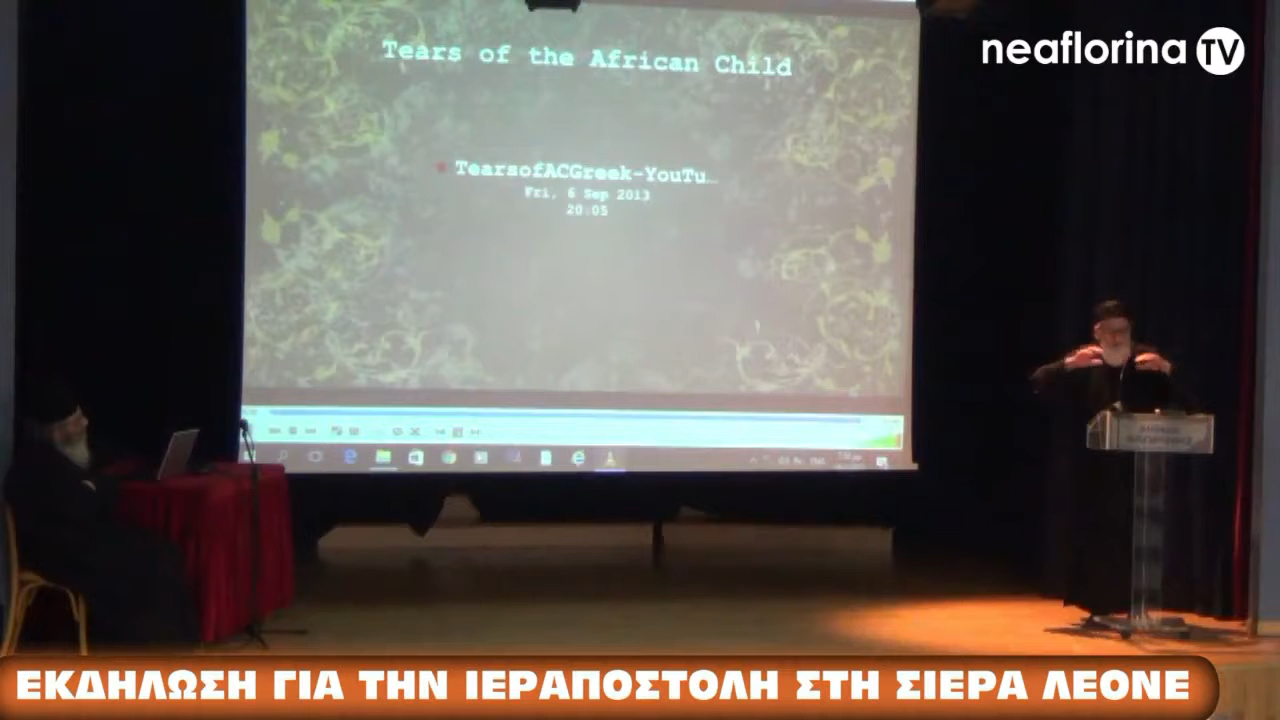 neaflorina TV
Tears of the African Child
TearsofACGreek-YouTu…
Fri, 6 Sep 2013
20:05
ΕΚΔΗΛΩΣΗ ΓΙΑ ΤΗΝ ΙΕΡΑΠΟΣΤΟΛΗ ΣΤΗ ΣΙΕΡΑ ΛΕΟΝΕ